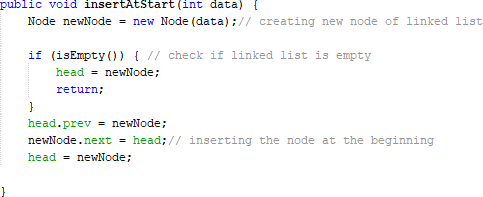 public void insertAtStart(int data) {
    Node newNode = new Node(data);// creating new node of linked list
    if (isEmpty()) { // check if linked list is empty
        head = newNode;
        return;
    }
    head.prev = newNode;
    newNode.next = head;// inserting the node at the beginning
    head = newNode;
}